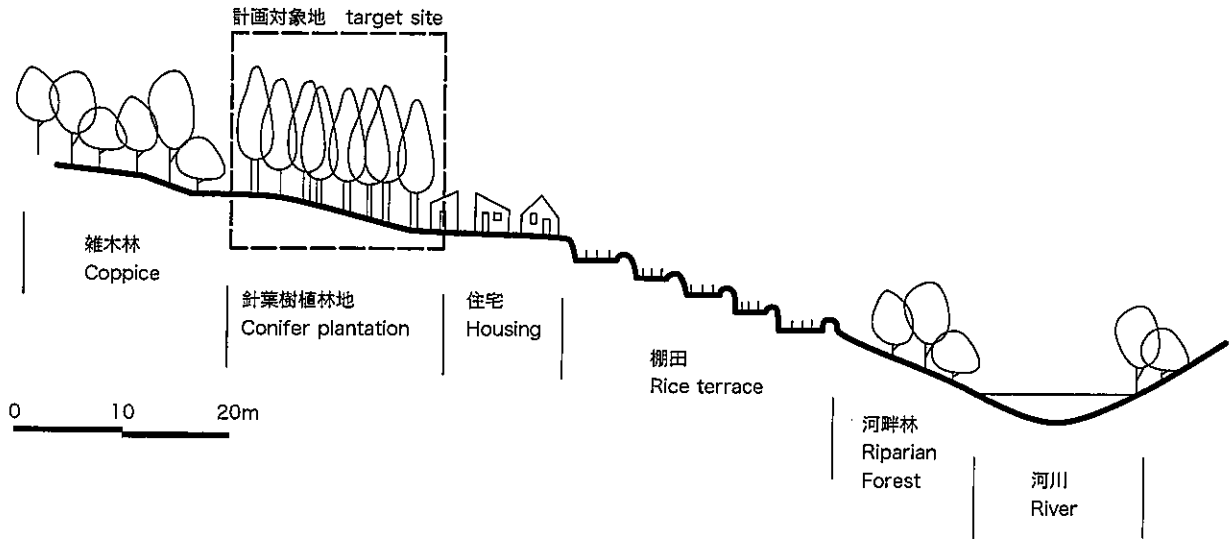 計画対象地 target site
雑木林
Coppice
針葉樹植林地
Conifer plantation
住宅
Housing
棚田
Rice terrace
河畔林
Riparian
Forest
河川
River
0 10 20m